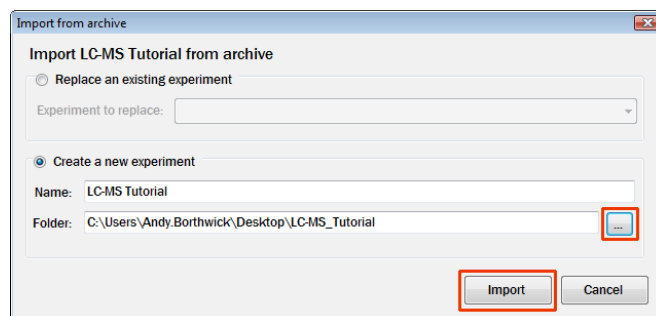 Import from archive
Import LC-MS Tutorial from archive
Replace an existing experiment
Experiment to replace:
Create a new experiment
Name: LC-MS Tutorial
Folder: C:\Users\Andy.Borthwick\Desktop\LC-MS_Tutorial ...
Import Cancel